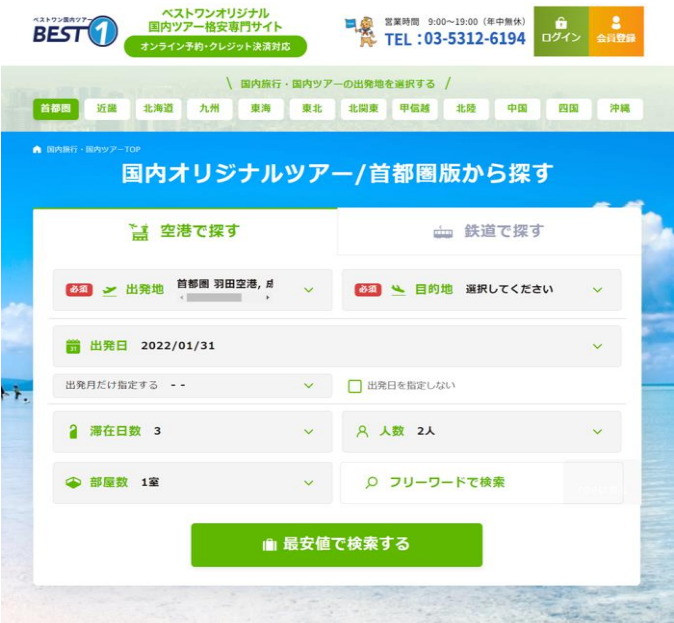 ベストワン国内ツアー
BEST1
ベストワンオリジナル
国内ツアー格安専門サイト
オンライン予約・クレジット決済対応
営業時間 9:00~19:00（年中無休）
TEL：03-5312-6194
ログイン
会員登録
\ 国内旅行・国内ツアーの出発地を選択する /
首都圏 近畿 北海道 九州 東海 東北 北関東 甲信越 北陸 中国 四国 沖縄
国内旅行・国内ツアーTOP
国内オリジナルツアー/首都圏版から探す
空港で探す
鉄道で探す
必須 出発地 首都圏 羽田空港,
必須 目的地 選択してください
31 出発日 2022/01/31
出発月だけ指定する - -
出発日を指定しない
滞在日数 3
人数 2人
部屋数 1室
フリーワードで検索
最安値で検索する